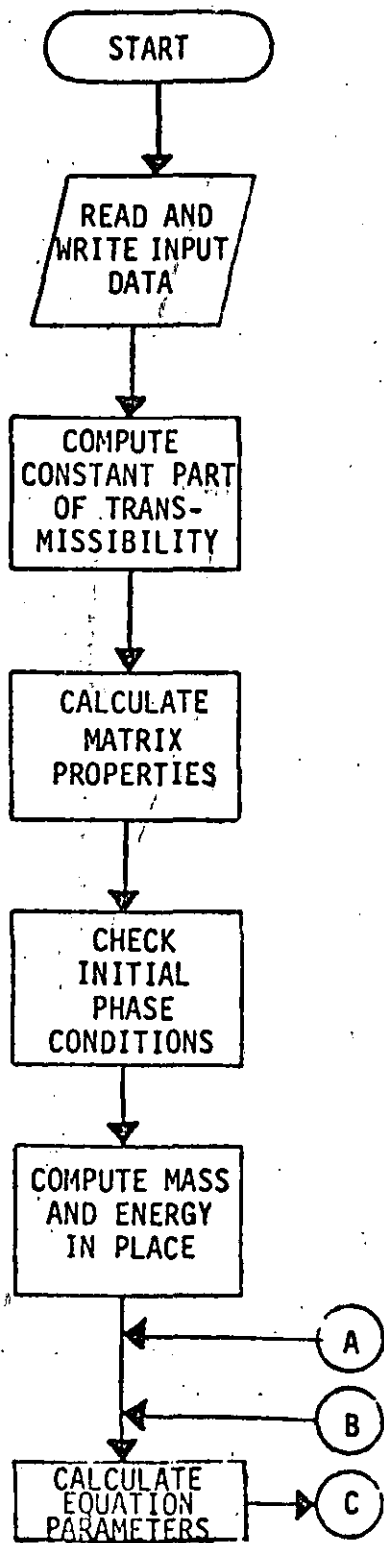 START
READ AND
WRITE INPUT
DATA
COMPUTE
CONSTANT PART
OF TRANS-
MISSIBILITY
CALCULATE
MATRIX
PROPERTIES
CHECK
INITIAL
PHASE
CONDITIONS
COMPUTE MASS
AND ENERGY
IN PLACE
A
B
CALCULATE
EQUATION
PARAMETERS
C